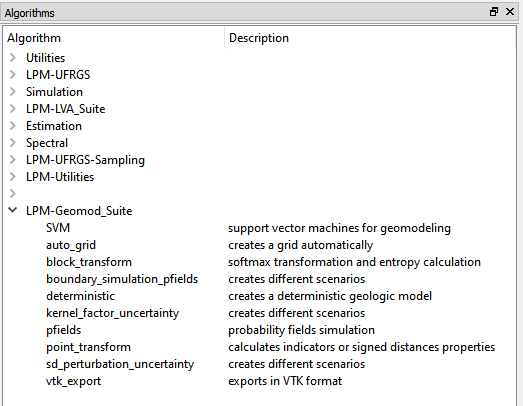 Algorithms
Algorithm Description
Utilities
LPM-UFRGS
Simulation
LPM-LVA_Suite
Estimation
Spectral
LPM-UFRGS-Sampling
LPM-Utilities
LPM-Geomod_Suite
SVM support vector machines for geomodeling
auto_grid creates a grid automatically
block_transform softmax transformation and entropy calculation
boundary_simulation_pfields creates different scenarios
deterministic creates a deterministic geologic model
kernel_factor_uncertainty creates different scenarios
pfields probability fields simulation
point_transform calculates indicators or signed distances properties
sd_perturbation_uncertainty creates different scenarios
vtk_export exports in VTK format